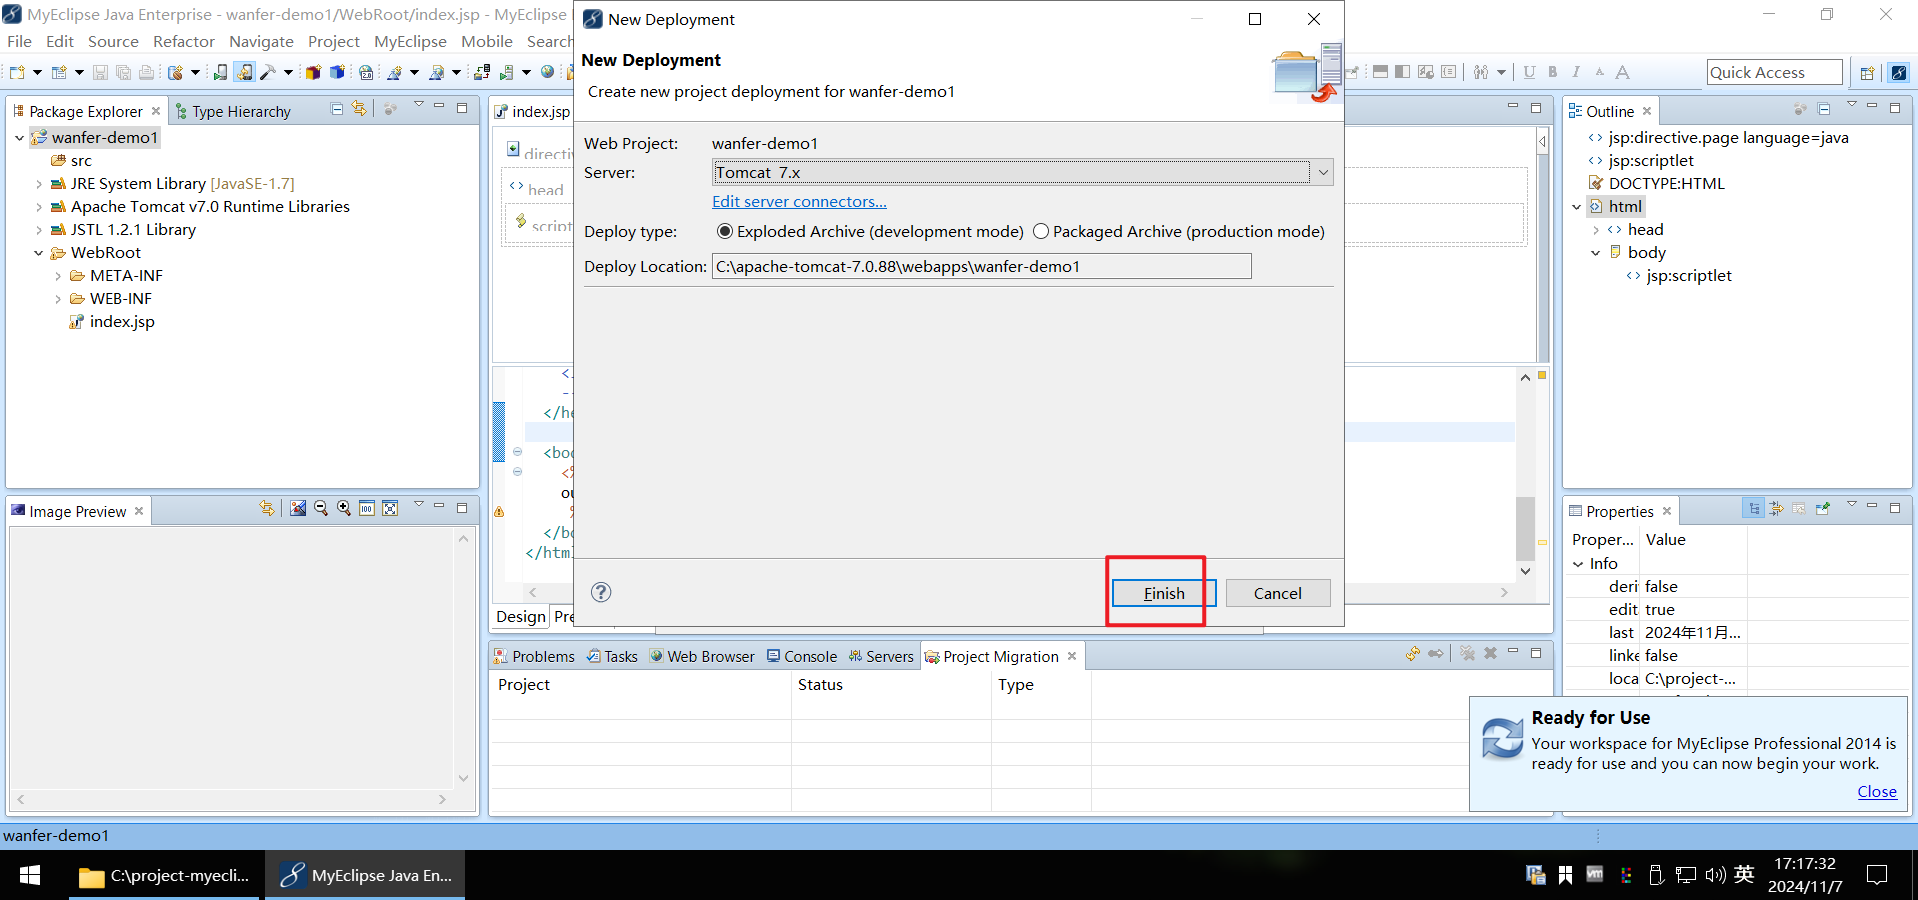 MyEclipse Java Enterprise - wanfer-demo1/WebRoot/index.jsp - MyEclipse
File Edit Source Refactor Navigate Project MyEclipse Mobile Search
Quick Access
New Deployment
New Deployment
Create new project deployment for wanfer-demo1
Web Project: wanfer-demo1
Server: Tomcat 7.x
Edit server connectors...
Deploy type: Exploded Archive (development mode) Packaged Archive (production mode)
Deploy Location: C:\apache-tomcat-7.0.88\webapps\wanfer-demo1
Finish
Cancel
Package Explorer
Type Hierarchy
wanfer-demo1
src
JRE System Library [JavaSE-1.7]
Apache Tomcat v7.0 Runtime Libraries
JSTL 1.2.1 Library
WebRoot
META-INF
WEB-INF
index.jsp
index.jsp
directiv
head
script
</he
<boo
<%
ou
%
</bo
</html
Design Pre
Outline
jsp:directive.page language=java
jsp:scriptlet
DOCTYPE:HTML
html
head
body
jsp:scriptlet
Image Preview
Problems Tasks Web Browser Console Servers Project Migration
Project Status Type
Properties
Proper... Value
Info
deri false
edit true
last 2024年11月...
linke false
loca C:\project-...
Ready for Use
Your workspace for MyEclipse Professional 2014 is
ready for use and you can now begin your work.
Close
wanfer-demo1
C:\project-myecli...
MyEclipse Java En...
英
17:17:32
2024/11/7